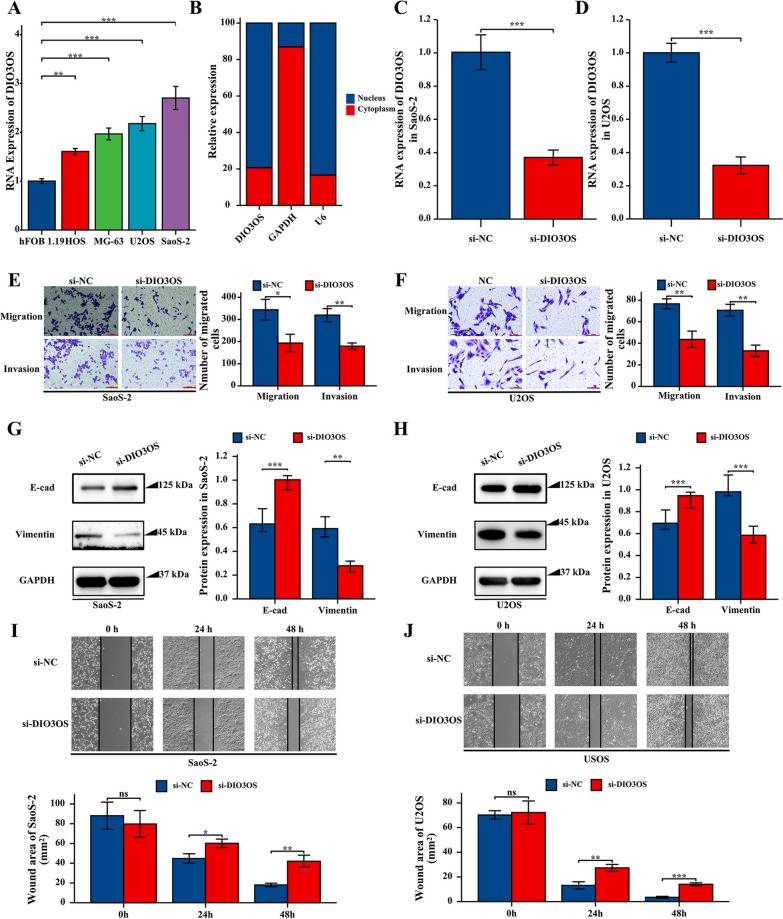 A
RNA Expression of DIO3OS
4
3
2
1
0
***
***
***
**
hFOB 1.19
HOS
MG-63
U2OS
SaoS-2
B
Relative expression
100
80
60
40
20
0
DIO3OS
GAPDH
U6
Nucleus
Cytoplasm
C
RNA expression of DIO3OS
in SaoS-2
1.2
1.0
0.8
0.6
0.4
0.2
0.0
***
si-NC
si-DIO3OS
D
RNA expression of DIO3OS
in U2OS
1.2
1.0
0.8
0.6
0.4
0.2
0.0
***
si-NC
si-DIO3OS
E
si-NC
si-DIO3OS
Migration
Invasion
SaoS-2
si-NC
si-DIO3OS
Number of migrated
cells
400
300
200
100
0
*
**
Migration
Invasion
F
NC
si-DIO3OS
Migration
Invasion
U2OS
si-NC
si-DIO3OS
Number of migrated
cells
80
60
40
20
0
**
**
Migration
Invasion
G
si-NC
si-DIO3OS
E-cad
125 kDa
Vimentin
45 kDa
GAPDH
37 kDa
SaoS-2
si-NC
si-DIO3OS
Protein expression in SaoS-2
1.2
1.0
0.8
0.6
0.4
0.2
0.0
***
**
E-cad
Vimentin
H
si-NC
si-DIO3OS
E-cad
125 kDa
Vimentin
45 kDa
GAPDH
37 kDa
U2OS
si-NC
si-DIO3OS
Protein expression in U2OS
1.2
1.0
0.8
0.6
0.4
0.2
0.0
***
***
E-cad
Vimentin
I
0 h
24 h
48 h
si-NC
si-DIO3OS
SaoS-2
si-NC
si-DIO3OS
Wound area of SaoS-2
(mm²)
100
80
60
40
20
0
ns
*
**
0h
24h
48h
J
0 h
24 h
48 h
si-NC
si-DIO3OS
USOS
si-NC
si-DIO3OS
Wound area of U2OS
(mm²)
100
80
60
40
20
0
ns
**
***
0h
24h
48h